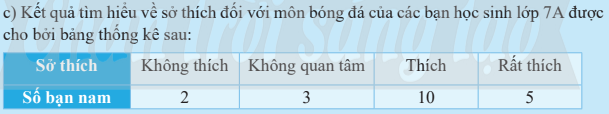 c) Kết quả tìm hiểu về sở thích đối với môn bóng đá của các bạn học sinh lớp 7A được
cho bởi bảng thống kê sau:
Sở thích Không thích Không quan tâm Thích Rất thích
Số bạn nam 2 3 10 5